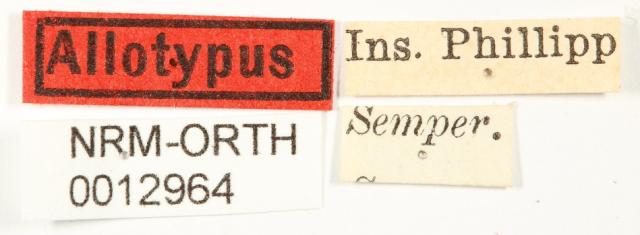 Allotypus
Ins. Phillipp
Semper.
NRM-ORTH
0012964